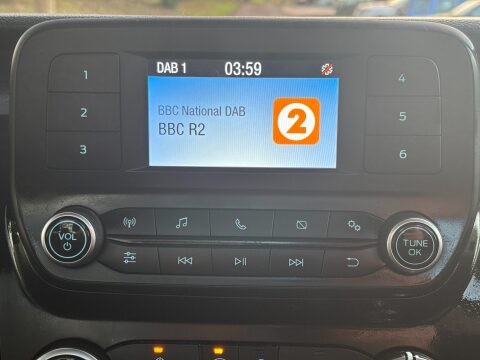 DAB 1 03:59
BBC National DAB
BBC R2
2
1
2
3
4
5
6
VOL
TUNE
OK